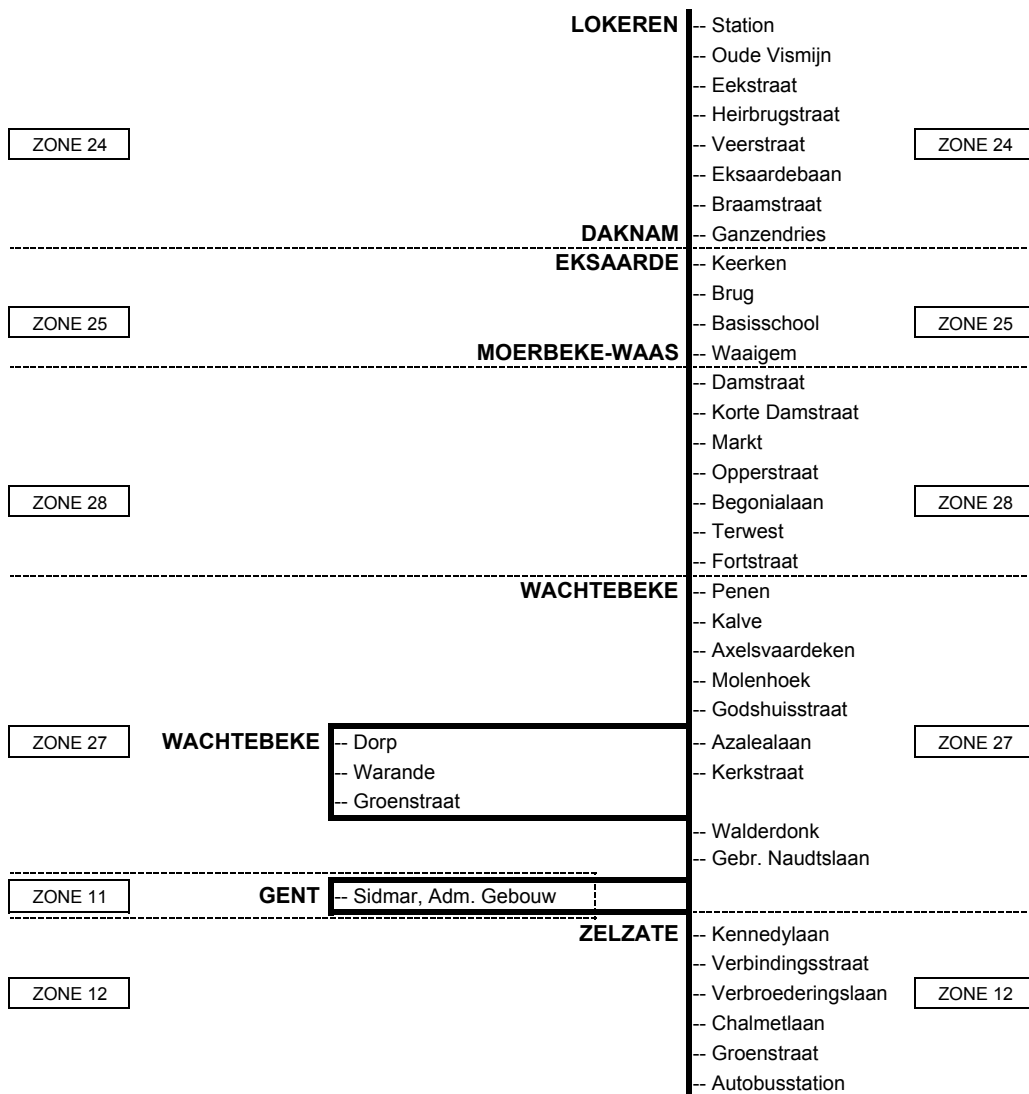 LOKEREN -- Station
-- Oude Vismijn
-- Eekstraat
-- Heirbrugstraat
ZONE 24 -- Veerstraat ZONE 24
-- Eksaardebaan
-- Braamstraat
DAKNAM -- Ganzendries
EKSAARDE -- Keerken
-- Brug
ZONE 25 -- Basisschool ZONE 25
MOERBEKE-WAAS -- Waaigem
-- Damstraat
-- Korte Damstraat
-- Markt
-- Opperstraat
ZONE 28 -- Begonialaan ZONE 28
-- Terwest
-- Fortstraat
WACHTEBEKE -- Penen
-- Kalve
-- Axelsvaardeken
-- Molenhoek
-- Godshuisstraat
ZONE 27 WACHTEBEKE -- Dorp -- Azalealaan ZONE 27
-- Warande -- Kerkstraat
-- Groenstraat
-- Walderdonk
-- Gebr. Naudtslaan
ZONE 11 GENT -- Sidmar, Adm. Gebouw
ZELZATE -- Kennedylaan
-- Verbindingsstraat
ZONE 12 -- Verbroederingslaan ZONE 12
-- Chalmetlaan
-- Groenstraat
-- Autobusstation